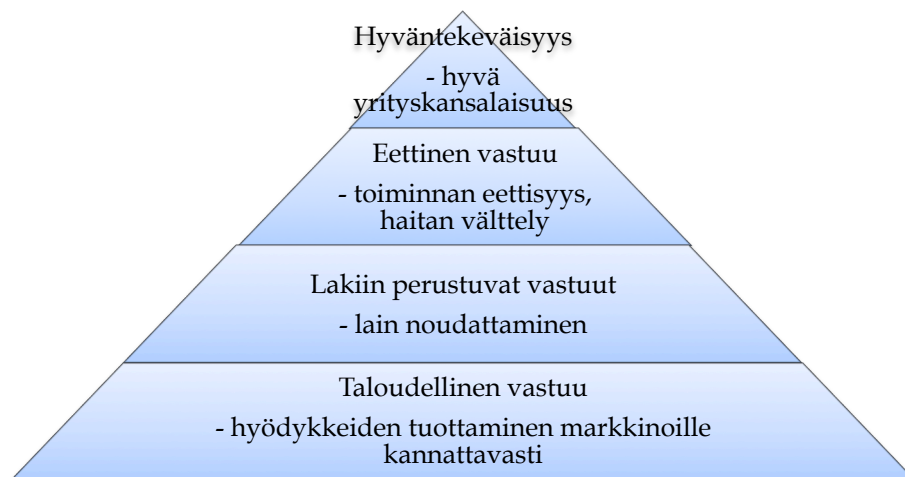 Hyväntekeväisyys
- hyvä
yrityskansalaisuus
Eettinen vastuu
- toiminnan eettisyys,
haitan välttely
Lakiin perustuvat vastuut
- lain noudattaminen
Taloudellinen vastuu
- hyödykkeiden tuottaminen markkinoille
kannattavasti